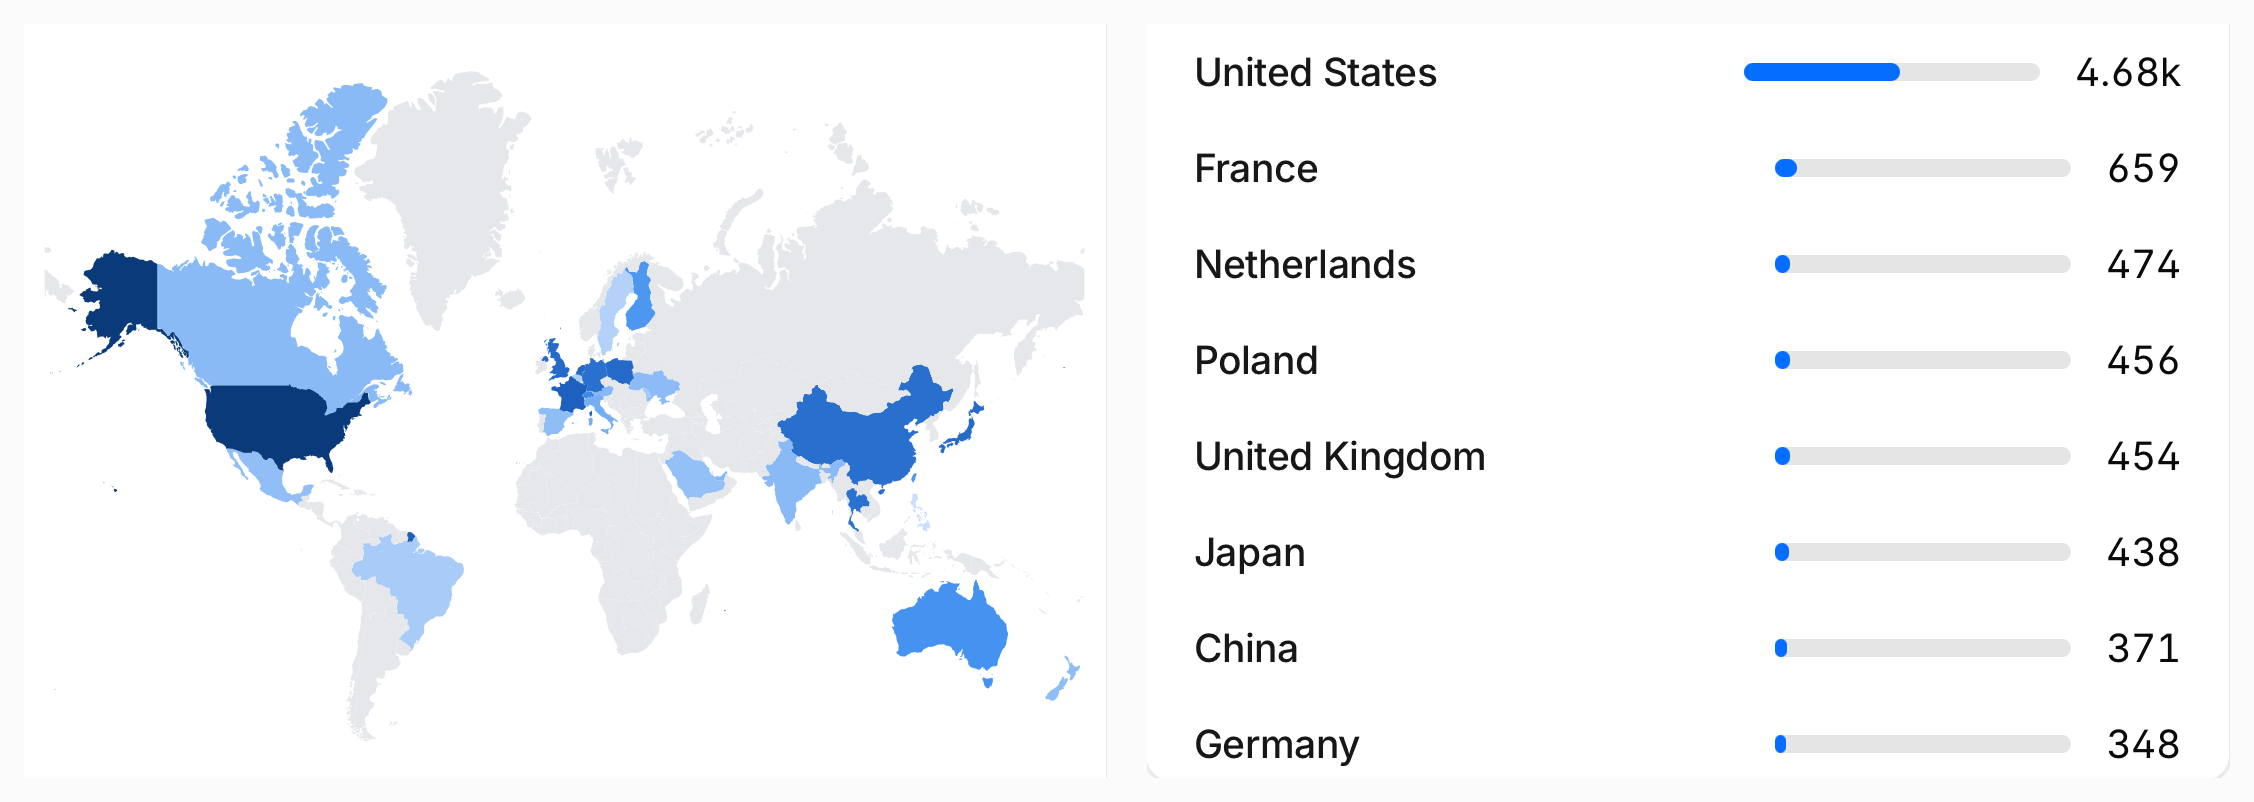 United States 4.68k
France 659
Netherlands 474
Poland 456
United Kingdom 454
Japan 438
China 371
Germany 348